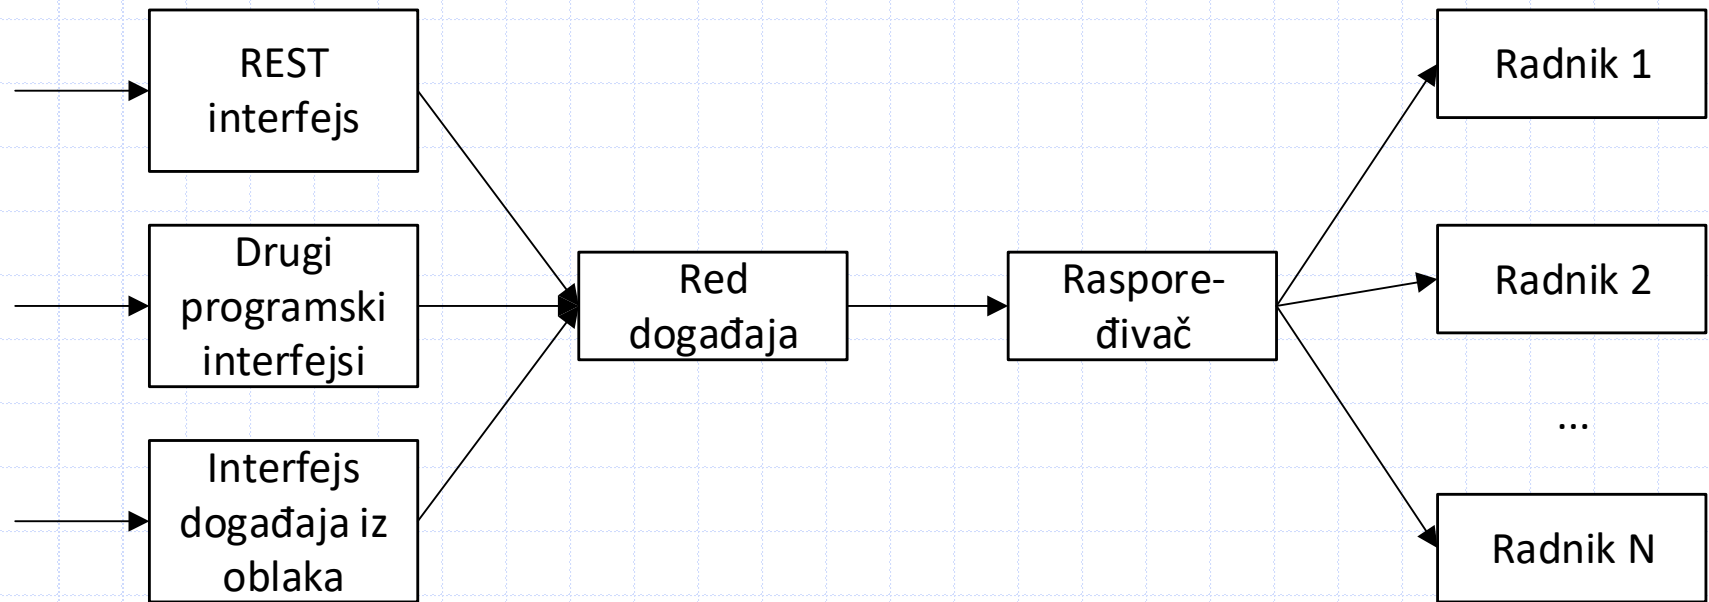 REST
interfejs
Drugi
programski
interfejsi
Interfejs
događaja iz
oblaka
Red
događaja
Raspore-
đivač
Radnik 1
Radnik 2
...
Radnik N